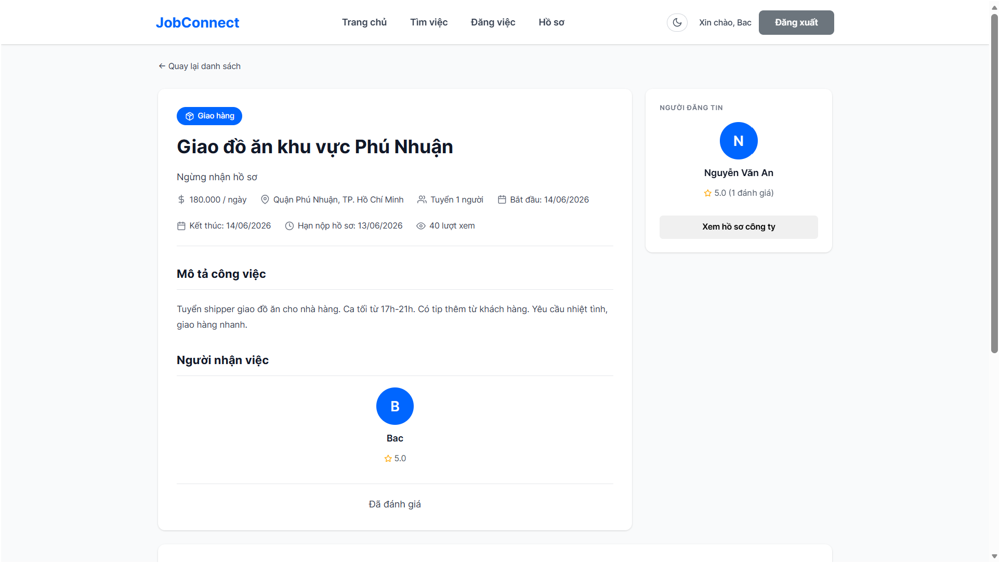 JobConnect
Trang chủ
Tìm việc
Đăng việc
Hồ sơ
Xin chào, Bac
Đăng xuất
← Quay lại danh sách
Giao hàng
Giao đồ ăn khu vực Phú Nhuận
Ngừng nhận hồ sơ
180.000 / ngày
Quận Phú Nhuận, TP. Hồ Chí Minh
Tuyển 1 người
Bắt đầu: 14/06/2026
Kết thúc: 14/06/2026
Hạn nộp hồ sơ: 13/06/2026
40 lượt xem
Mô tả công việc
Tuyển shipper giao đồ ăn cho nhà hàng. Ca tối từ 17h-21h. Có tip thêm từ khách hàng. Yêu cầu nhiệt tình,
giao hàng nhanh.
Người nhận việc
B
Bac
5.0
Đã đánh giá
NGƯỜI ĐĂNG TIN
N
Nguyễn Văn An
5.0 (1 đánh giá)
Xem hồ sơ công ty